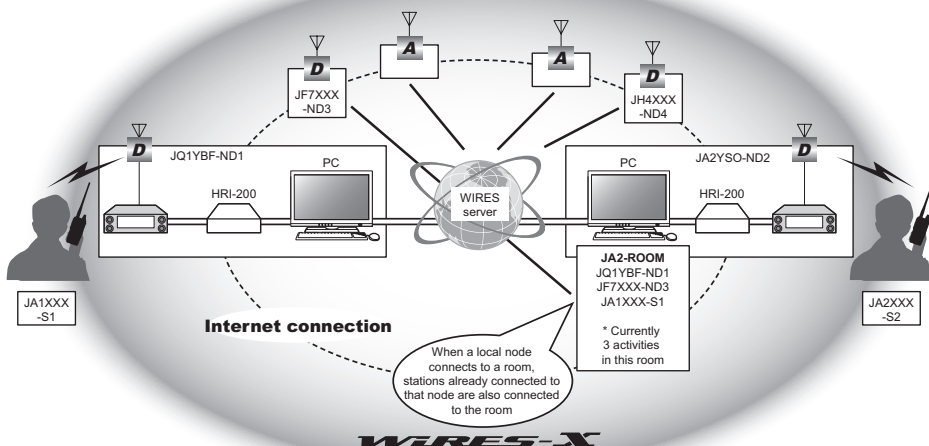 A
A
D
JF7XXX
-ND3
D
JH4XXX
-ND4
D
JQ1YBF-ND1
PC
HRI-200
WIRES
server
PC
JA2YSO-ND2
D
HRI-200
JA1XXX
-S1
JA2XXX
-S2
JA2-ROOM
JQ1YBF-ND1
JF7XXX-ND3
JA1XXX-S1
* Currently
3 activities
in this room
Internet connection
When a local node
connects to a room,
stations already connected to
that node are also connected
to the room
WiRES-X